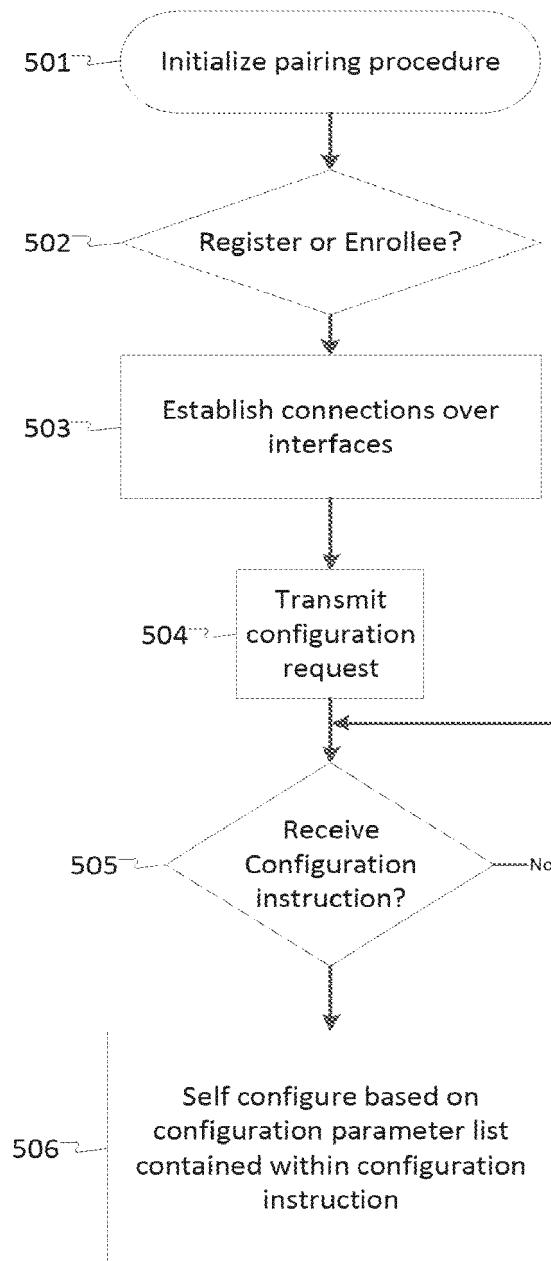 501 Initialize pairing procedure
502 Register or Enrollee?
503 Establish connections over
interfaces
Transmit
504 configuration
request
Receive
505 Configuration No
instruction?
Self configure based on
configuration parameter list
506 contained within configuration
instruction